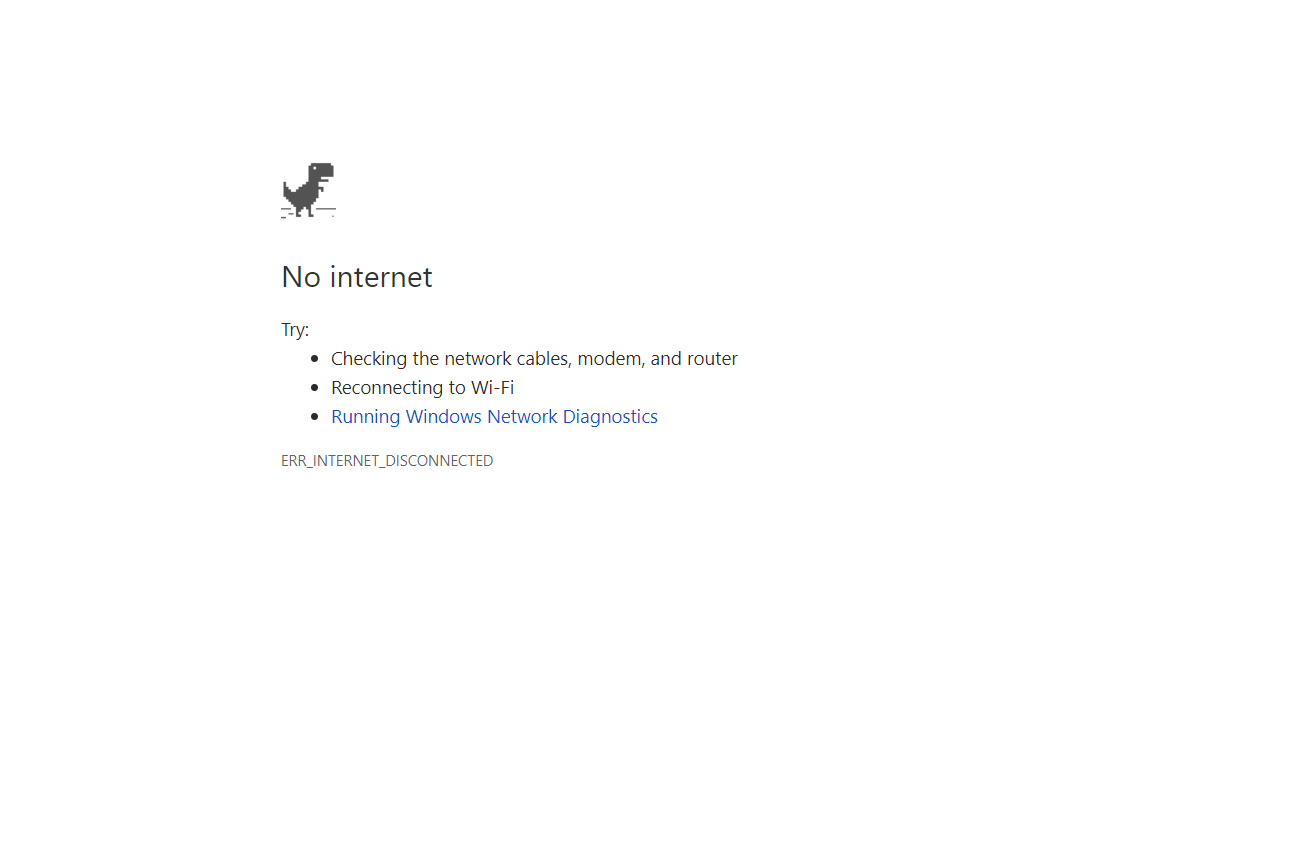 No internet
Try:
Checking the network cables, modem, and router
Reconnecting to Wi-Fi
Running Windows Network Diagnostics
ERR_INTERNET_DISCONNECTED